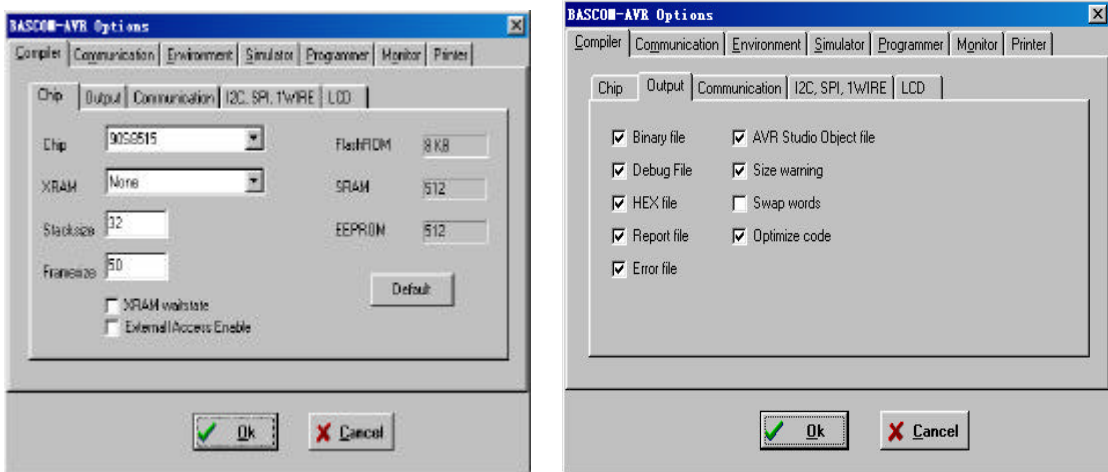 BASCOM-AVR Options
Compiler Communication Environment Simulator Programmer Monitor Printer
Chip Output Communication I2C, SPI, 1WIRE LCD
Chip 90S8515 FlashROM 8 KB
XRAM None SRAM 512
Stacksize 32 EEPROM 512
Framesize 50
Default
XRAM waitstate
External Access Enable
Ok Cancel
BASCOM-AVR Options
Compiler Communication Environment Simulator Programmer Monitor Printer
Chip Output Communication I2C, SPI, 1WIRE LCD
Binary file AVR Studio Object file
Debug File Size warning
HEX file Swap words
Report file Optimize code
Error file
Ok Cancel